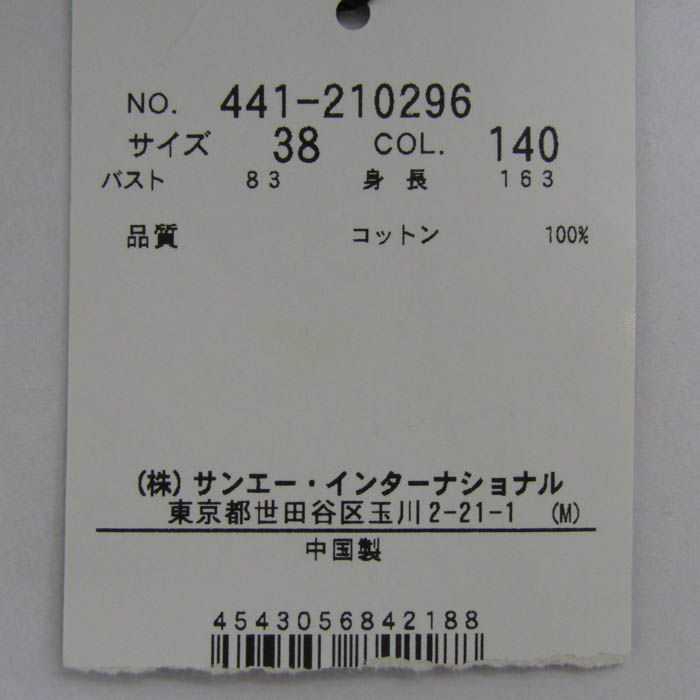 NO. 441-210296
サイズ 38 COL. 140
バスト 83 身長 163
品質 コットン 100%
(株)サンエー・インターナショナル
東京都世田谷区玉川2-21-1 (M)
中国製
4543056842188